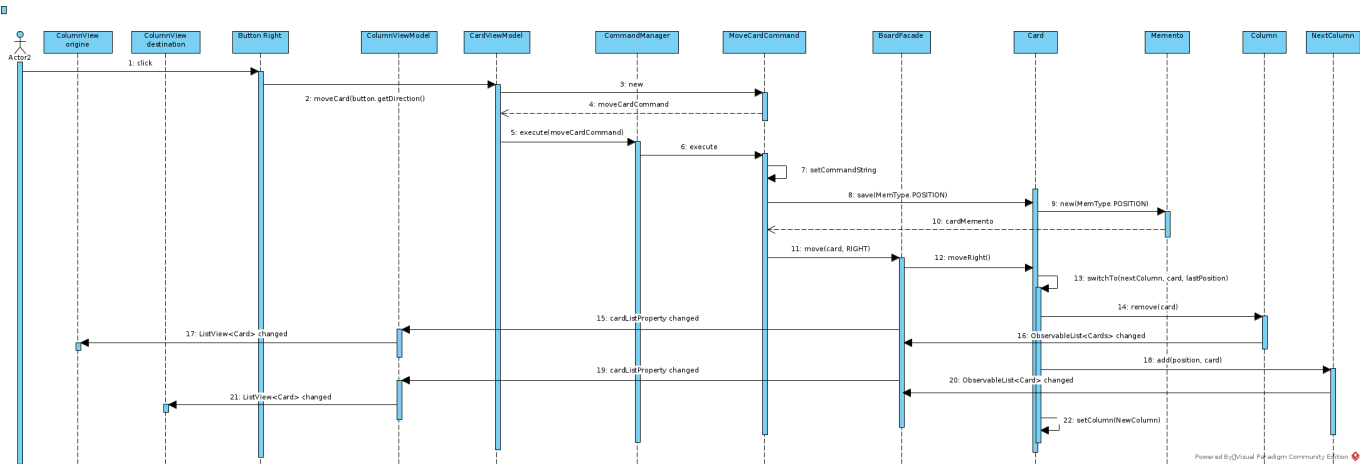 ColumnView
origine
ColumnView
destination
Button Right
ColumnViewModel
CardViewModel
CommandManager
MoveCardCommand
BoardFacade
Card
Memento
Column
NextColumn
Actor2
1: click
2: moveCard(button.getDirection()
3: new
4: moveCardCommand
5: execute(moveCardCommand)
6: execute
7: setCommandString
8: save(MemType.POSITION)
9: new(MemType.POSITION)
10: cardMemento
11: move(card, RIGHT)
12: moveRight()
13: switchTo(nextColumn, card, lastPosition)
14: remove(card)
15: cardListProperty changed
16: ObservableList<Cards> changed
17: ListView<Card> changed
18: add(position, card)
19: cardListProperty changed
20: ObservableList<Card> changed
21: ListView<Card> changed
22: setColumn(NewColumn)
Powered By Visual Paradigm Community Edition